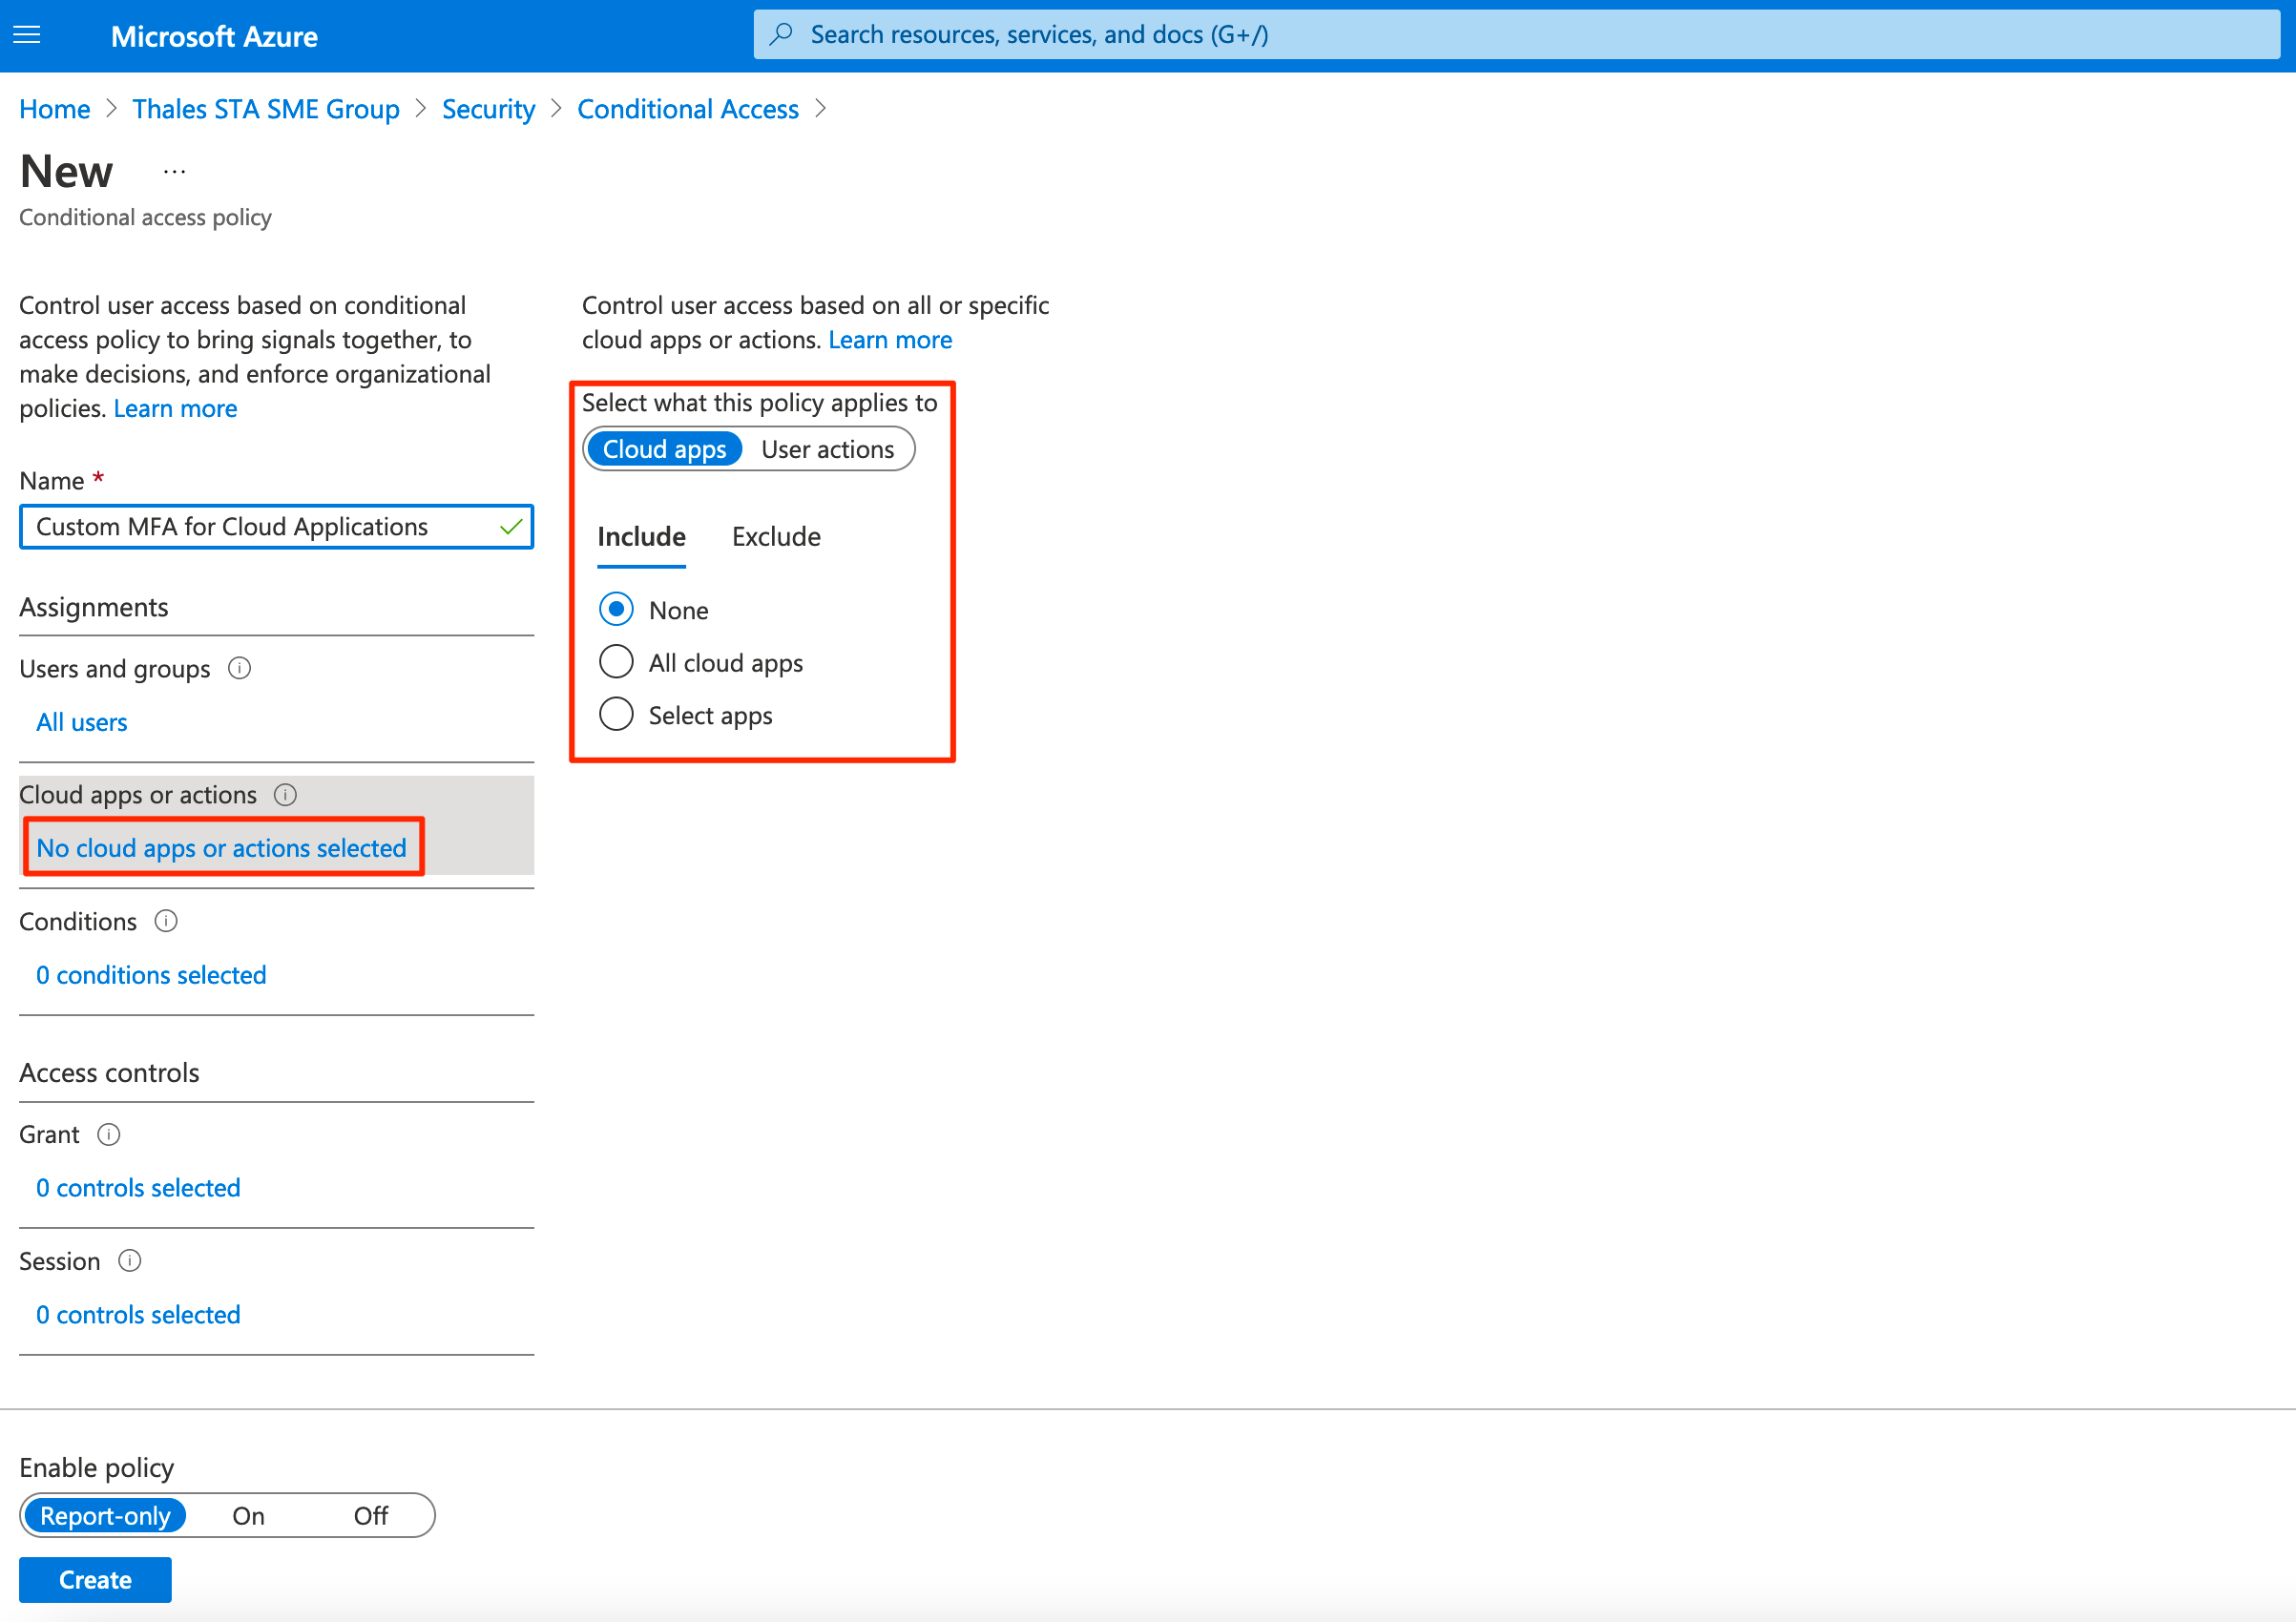 Microsoft Azure
Search resources, services, and docs (G+/)
Home > Thales STA SME Group > Security > Conditional Access >
New ...
Conditional access policy
Control user access based on conditional
access policy to bring signals together, to
make decisions, and enforce organizational
policies. Learn more
Name *
Custom MFA for Cloud Applications
Assignments
Users and groups
All users
Cloud apps or actions
No cloud apps or actions selected
Conditions
0 conditions selected
Access controls
Grant
0 controls selected
Session
0 controls selected
Control user access based on all or specific
cloud apps or actions. Learn more
Select what this policy applies to
Cloud apps User actions
Include Exclude
None
All cloud apps
Select apps
Enable policy
Report-only On Off
Create